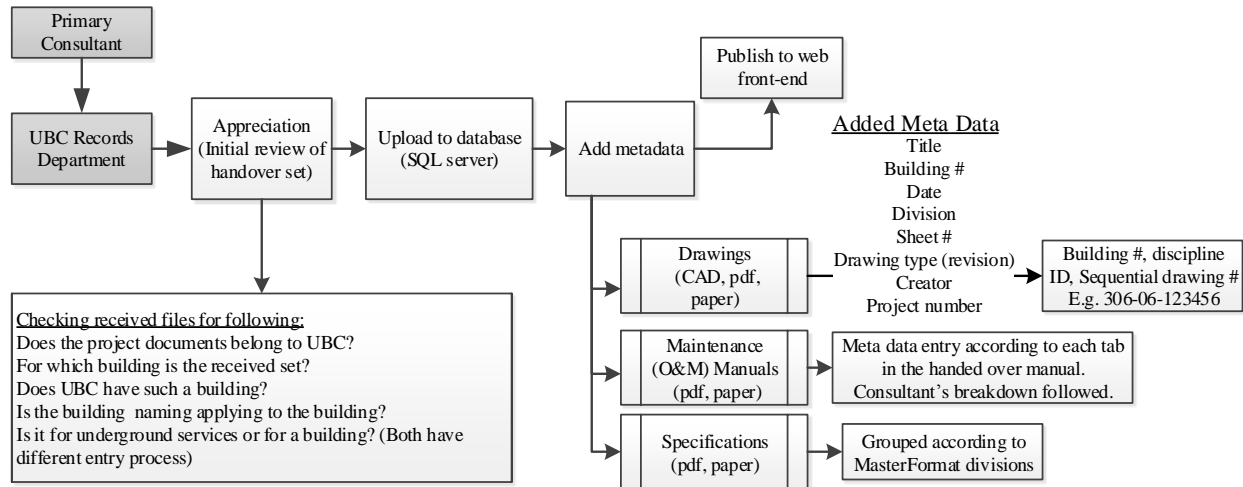 Primary
Consultant
UBC Records
Department
Appreciation
(Initial review of
handover set)
Upload to database
(SQL server)
Add metadata
Publish to web
front-end
Added Meta Data
Title
Building #
Date
Division
Sheet #
Drawing type (revision)
Creator
Project number
Drawings
(CAD, pdf,
paper)
Building #, discipline
ID, Sequential drawing #
E.g. 306-06-123456
Checking received files for following:
Does the project documents belong to UBC?
For which building is the received set?
Does UBC have such a building?
Is the building naming applying to the building?
Is it for underground services or for a building? (Both have
different entry process)
Maintenance
(O&M) Manuals
(pdf, paper)
Meta data entry according to each tab
in the handed over manual.
Consultant's breakdown followed.
Specifications
(pdf, paper)
Grouped according to
MasterFormat divisions